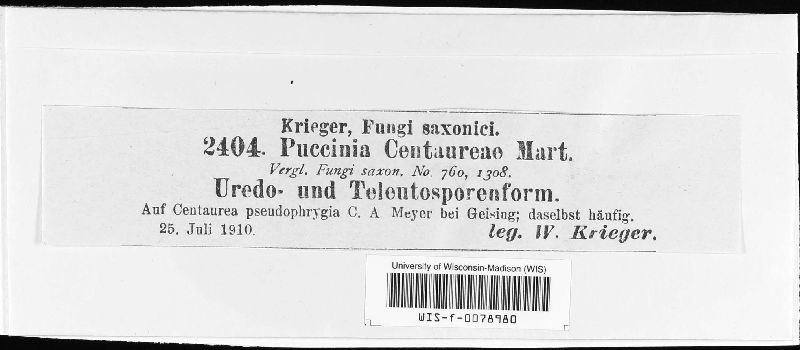 Krieger, Fungi saxonici.
2404. Puccinia Centaureae Mart.
Vergl. Fungi saxon. No. 760, 1308.
Uredo- und Teleutosporenform.
Auf Centaurea pseudophrygia C. A Meyer bei Geising; daselbst häufig.
25. Juli 1910. leg. W. Krieger.
University of Wisconsin-Madison (WIS)
WIS-f-0078980